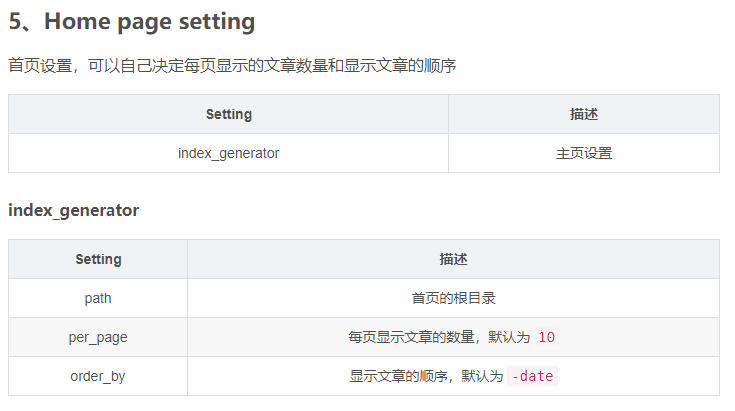 5、Home page setting
首页设置，可以自己决定每页显示的文章数量和显示文章的顺序
Setting 描述
index_generator 主页设置
index_generator
Setting 描述
path 首页的根目录
per_page 每页显示文章的数量，默认为 10
order_by 显示文章的顺序，默认为 -date